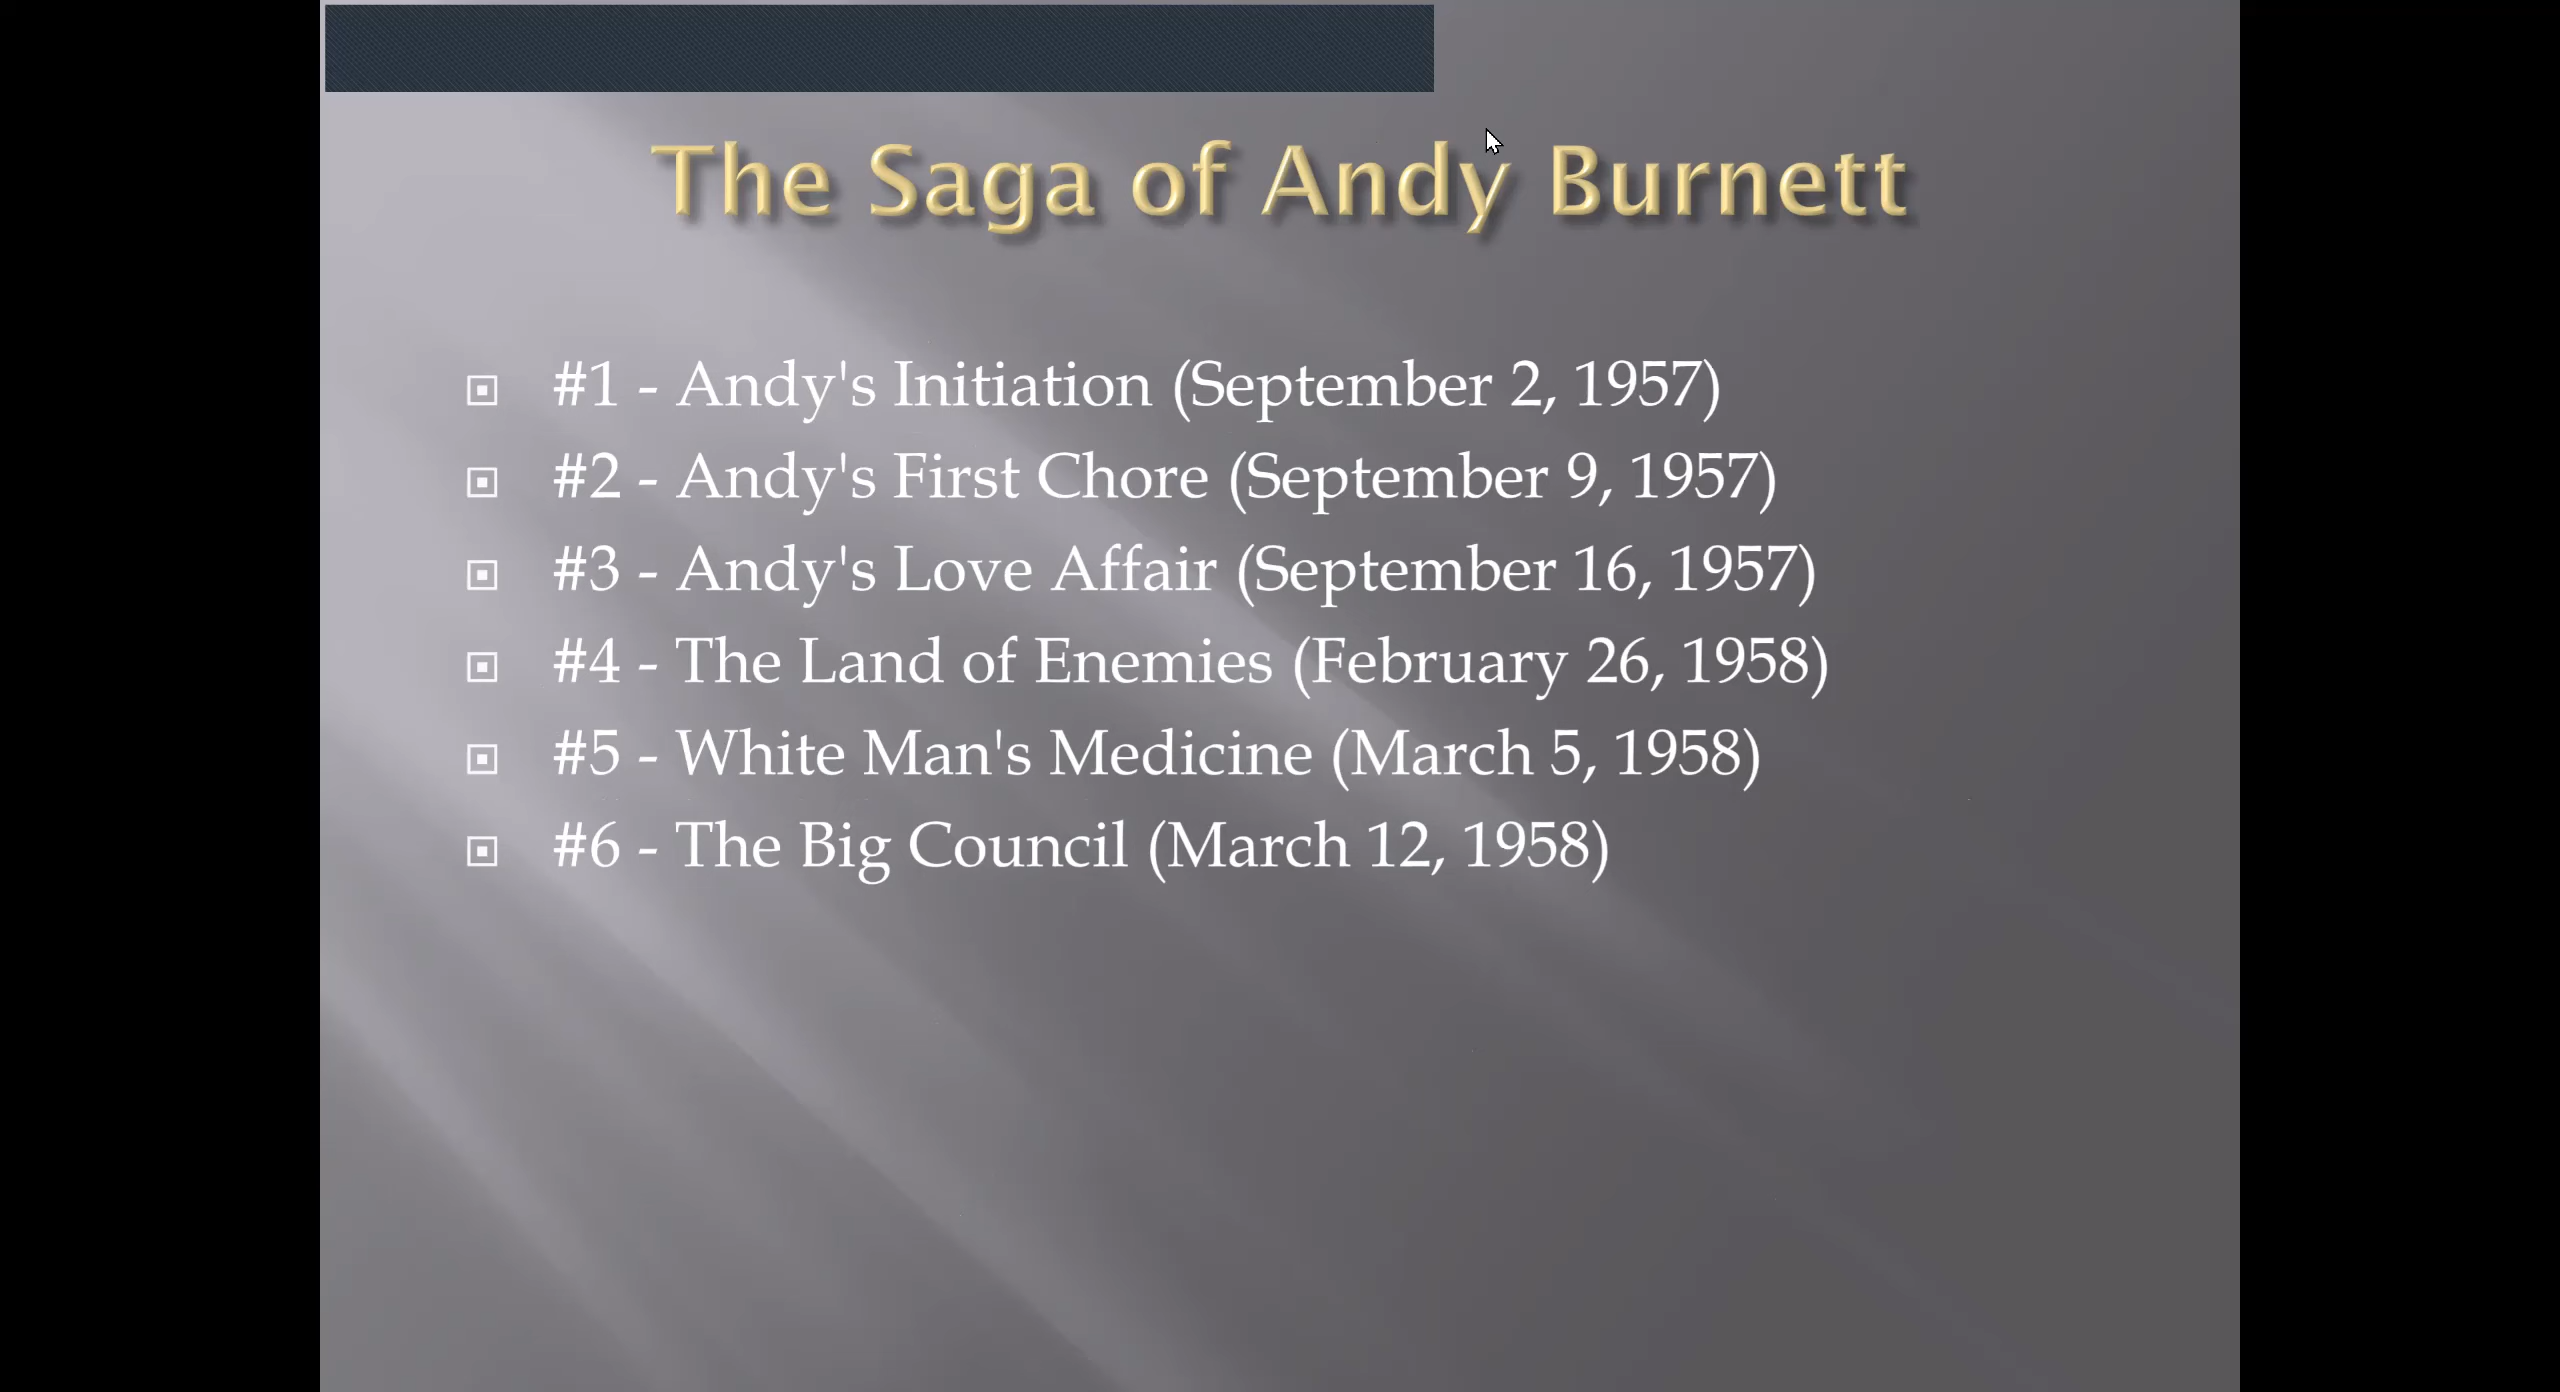 The Saga of Andy Burnett
#1 - Andy's Initiation (September 2, 1957)
#2 - Andy's First Chore (September 9, 1957)
#3 - Andy's Love Affair (September 16, 1957)
#4 - The Land of Enemies (February 26, 1958)
#5 - White Man's Medicine (March 5, 1958)
#6 - The Big Council (March 12, 1958)